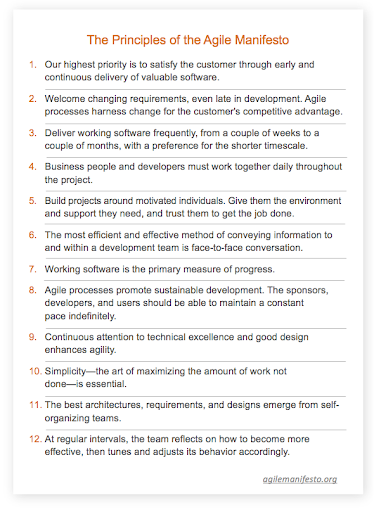 The Principles of the Agile Manifesto
1. Our highest priority is to satisfy the customer through early and
continuous delivery of valuable software.
2. Welcome changing requirements, even late in development. Agile
processes harness change for the customer's competitive advantage.
3. Deliver working software frequently, from a couple of weeks to a
couple of months, with a preference for the shorter timescale.
4. Business people and developers must work together daily throughout
the project.
5. Build projects around motivated individuals. Give them the environment
and support they need, and trust them to get the job done.
6. The most efficient and effective method of conveying information to
and within a development team is face-to-face conversation.
7. Working software is the primary measure of progress.
8. Agile processes promote sustainable development. The sponsors,
developers, and users should be able to maintain a constant
pace indefinitely.
9. Continuous attention to technical excellence and good design
enhances agility.
10. Simplicity—the art of maximizing the amount of work not
done—is essential.
11. The best architectures, requirements, and designs emerge from self-
organizing teams.
12. At regular intervals, the team reflects on how to become more
effective, then tunes and adjusts its behavior accordingly.
agilemanifesto.org